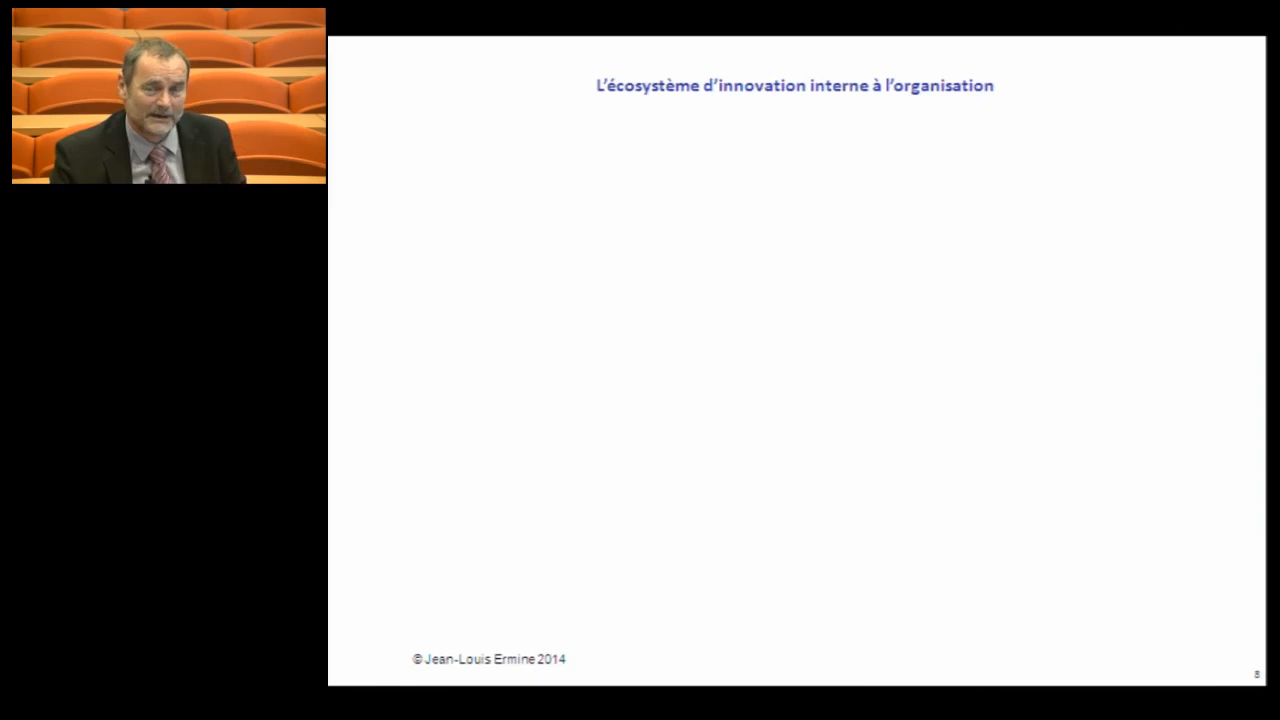 L'écosystème d'innovation interne à l'organisation
© Jean-Louis Ermine 2014
8